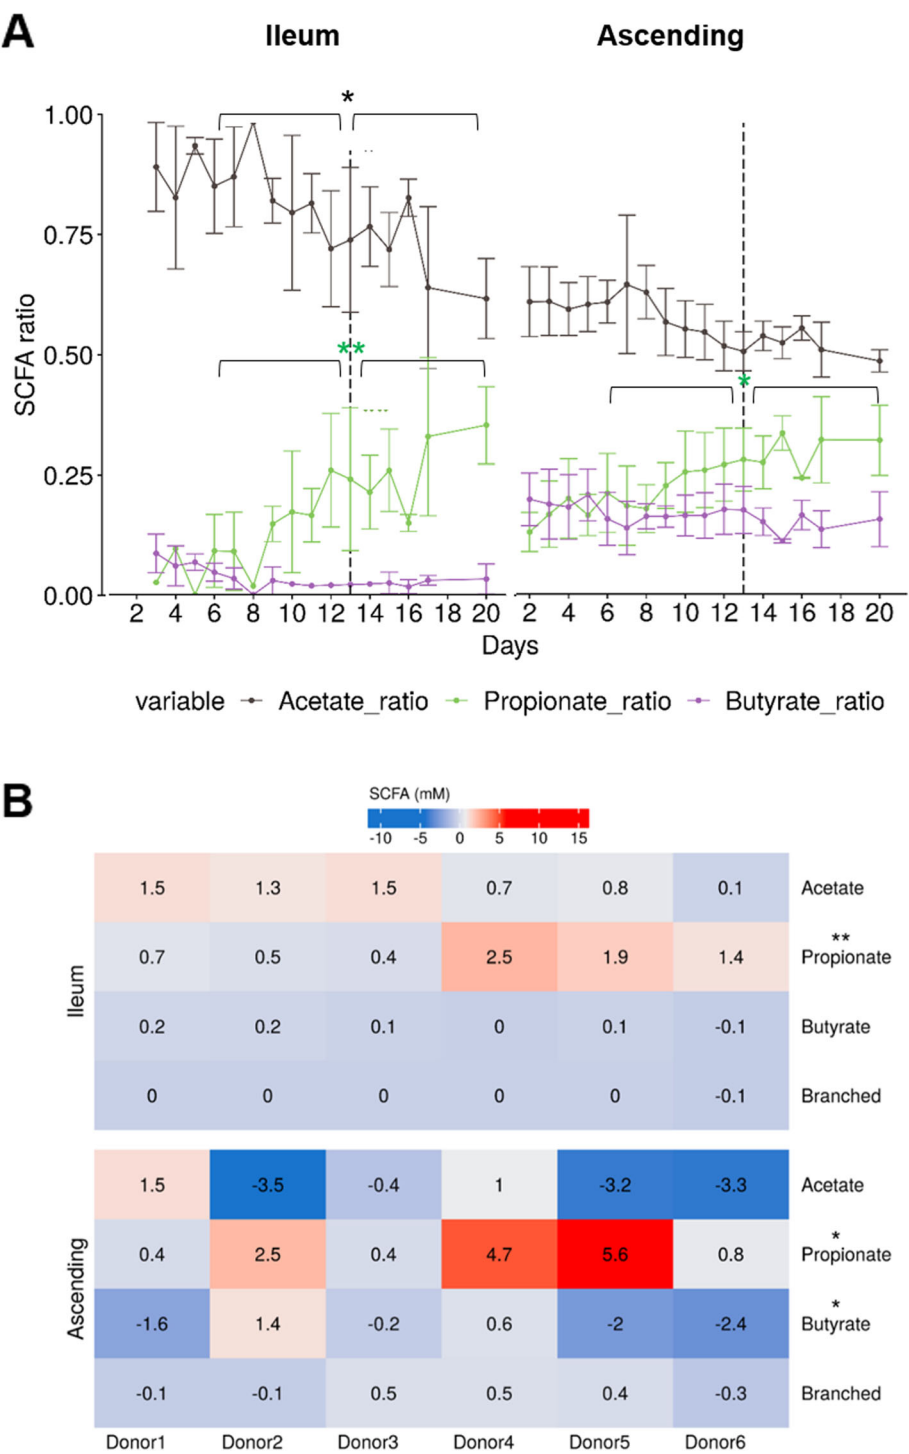 A
Ileum Ascending
*
1.00
0.75
0.50
0.25
0.00
SCFA ratio
**
*
2 4 6 8 10 12 14 16 18 20 2 4 6 8 10 12 14 16 18 20
Days
variable Acetate_ratio Propionate_ratio Butyrate_ratio
B
SCFA (mM)
-10 -5 0 5 10 15
Ileum
1.5 1.3 1.5 0.7 0.8 0.1 Acetate
**
0.7 0.5 0.4 2.5 1.9 1.4 Propionate
0.2 0.2 0.1 0 0.1 -0.1 Butyrate
0 0 0 0 0 -0.1 Branched
Ascending
1.5 -3.5 -0.4 1 -3.2 -3.3 Acetate
*
0.4 2.5 0.4 4.7 5.6 0.8 Propionate
*
-1.6 1.4 -0.2 0.6 -2 -2.4 Butyrate
-0.1 -0.1 0.5 0.5 0.4 -0.3 Branched
Donor1 Donor2 Donor3 Donor4 Donor5 Donor6